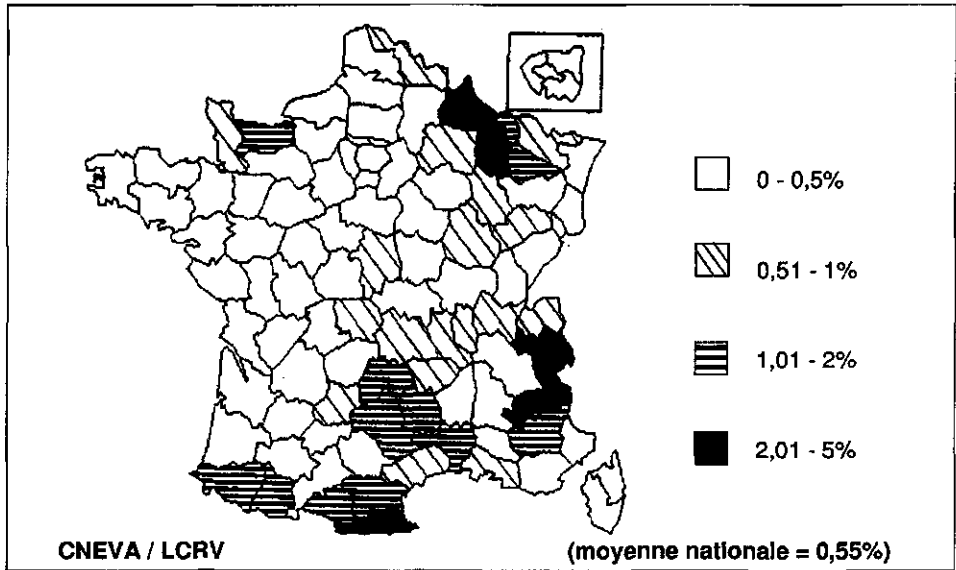 0 - 0,5%
0,51 - 1%
1,01 - 2%
2,01 - 5%
CNEVA / LCRV
(moyenne nationale = 0,55%)